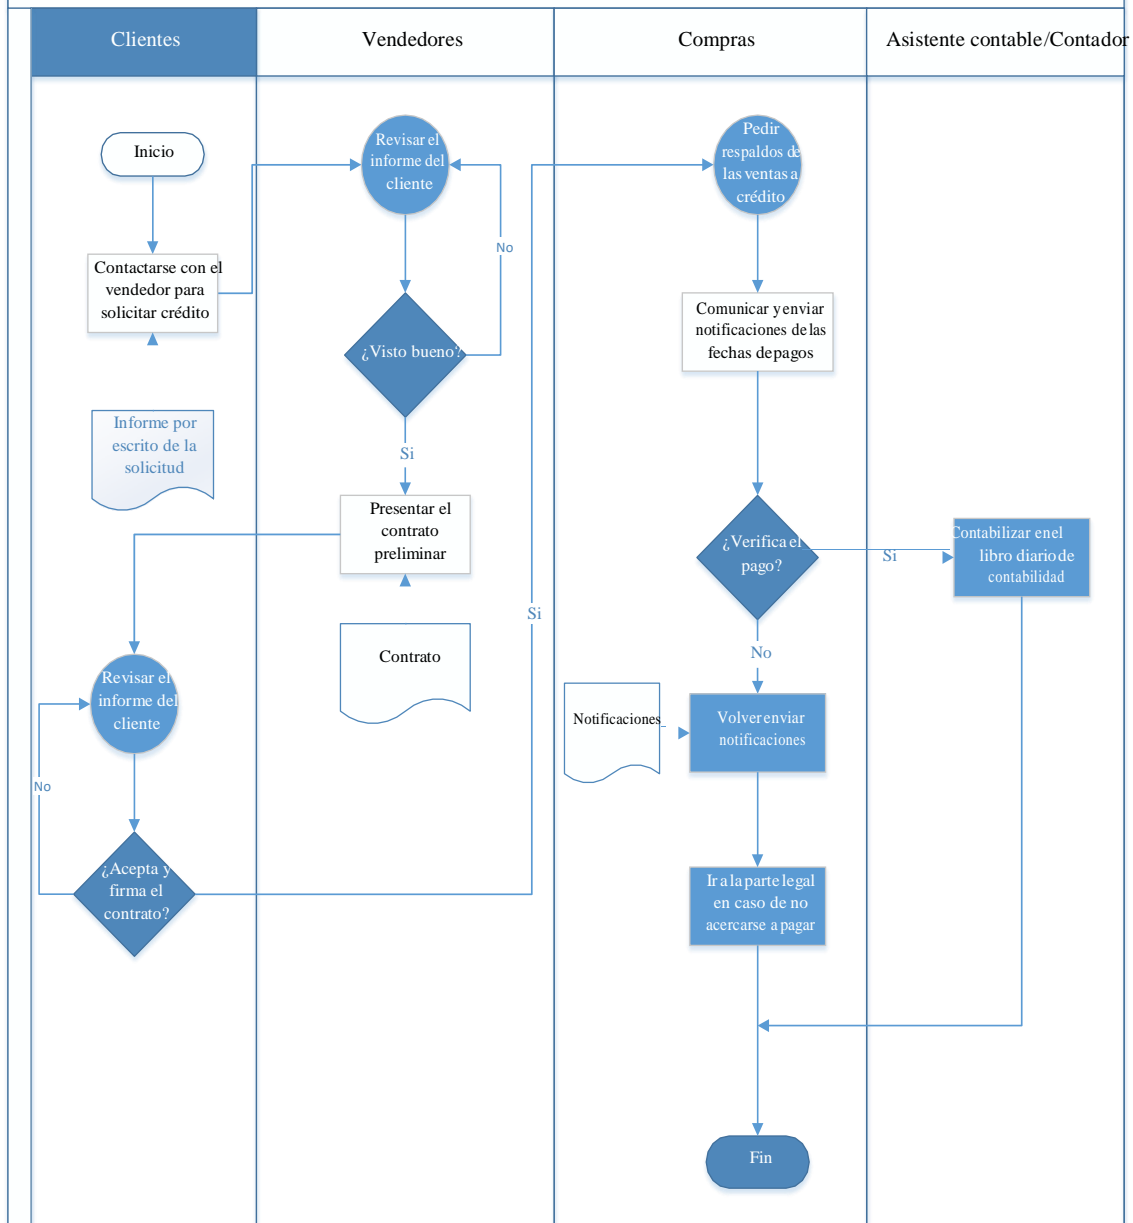 Clientes
Vendedores
Compras
Asistente contable/Contador
Inicio
Contactarse con el
vendedor para
solicitar crédito
Informe por
escrito de la
solicitud
Revisar el
informe del
cliente
No
¿Acepta y
firma el
contrato?
Revisar el
informe del
cliente
No
¿Visto bueno?
Si
Presentar el
contrato
preliminar
Contrato
Si
Pedir
respaldos de
las ventas a
crédito
Comunicar y enviar
notificaciones de las
fechas de pagos
¿Verifica el
pago?
Si
No
Notificaciones
Volver enviar
notificaciones
Ir a la parte legal
en caso de no
acercarse a pagar
Fin
Contabilizar en el
libro diario de
contabilidad